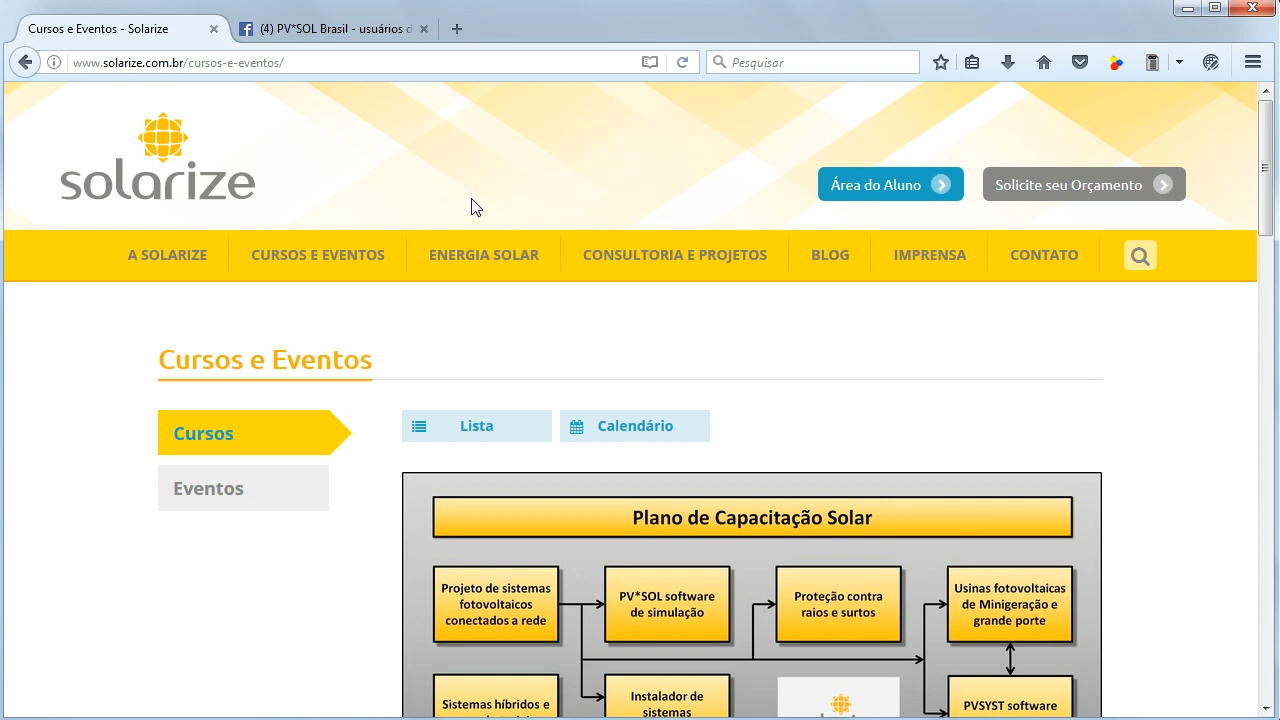 Cursos e Eventos - Solarize
(4) PV*SOL Brasil - usuários d
www.solarize.com.br/cursos-e-eventos/
Pesquisar
solarize
Área do Aluno
Solicite seu Orçamento
A SOLARIZE
CURSOS E EVENTOS
ENERGIA SOLAR
CONSULTORIA E PROJETOS
BLOG
IMPRENSA
CONTATO
Cursos e Eventos
Cursos
Eventos
Lista
Calendário
Plano de Capacitação Solar
Projeto de sistemas
fotovoltaicos
conectados a rede
PV*SOL software
de simulação
Proteção contra
raios e surtos
Usinas fotovoltaicas
de Minigeração e
grande porte
Sistemas híbridos e
Instalador de
sistemas
PVSYST software